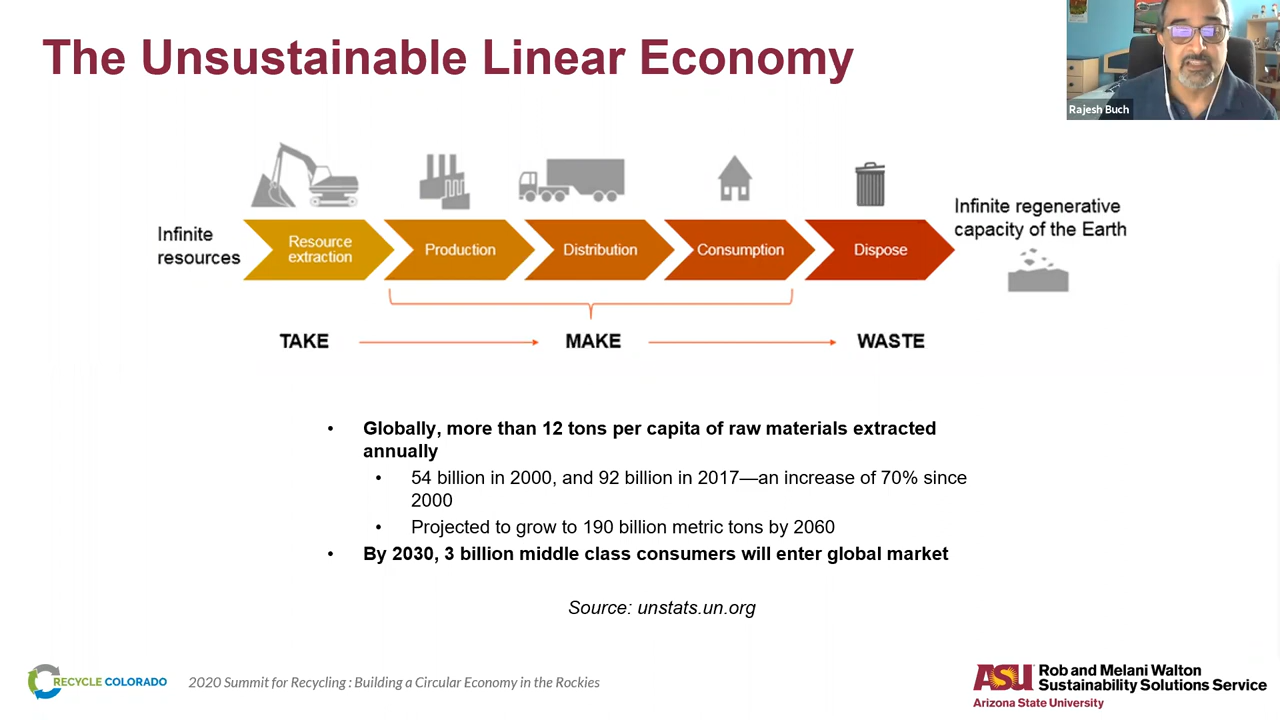 The Unsustainable Linear Economy
Rajesh Buch
Infinite
resources
Resource
extraction
Production
Distribution
Consumption
Dispose
Infinite regenerative
capacity of the Earth
TAKE
MAKE
WASTE
• Globally, more than 12 tons per capita of raw materials extracted
annually
• 54 billion in 2000, and 92 billion in 2017—an increase of 70% since
2000
• Projected to grow to 190 billion metric tons by 2060
• By 2030, 3 billion middle class consumers will enter global market
Source: unstats.un.org
RECYCLE COLORADO
2020 Summit for Recycling : Building a Circular Economy in the Rockies
ASU
Rob and Melani Walton
Sustainability Solutions Service
Arizona State University